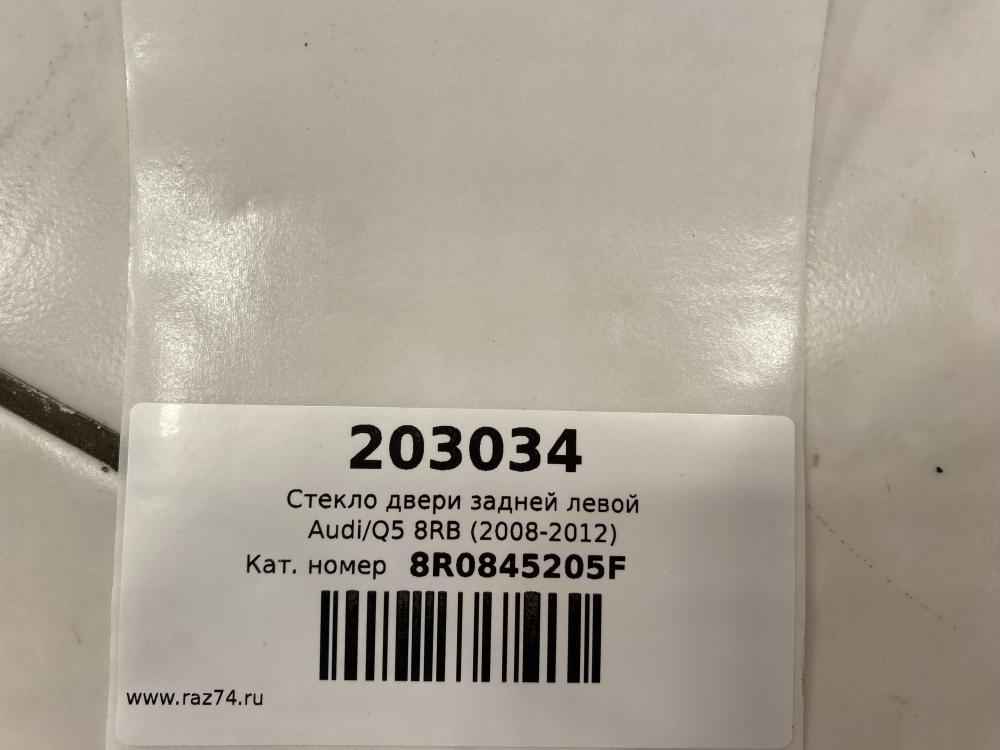 203034
Стекло двери задней левой
Audi/Q5 8RB (2008-2012)
Кат. номер 8R0845205F
www.raz74.ru